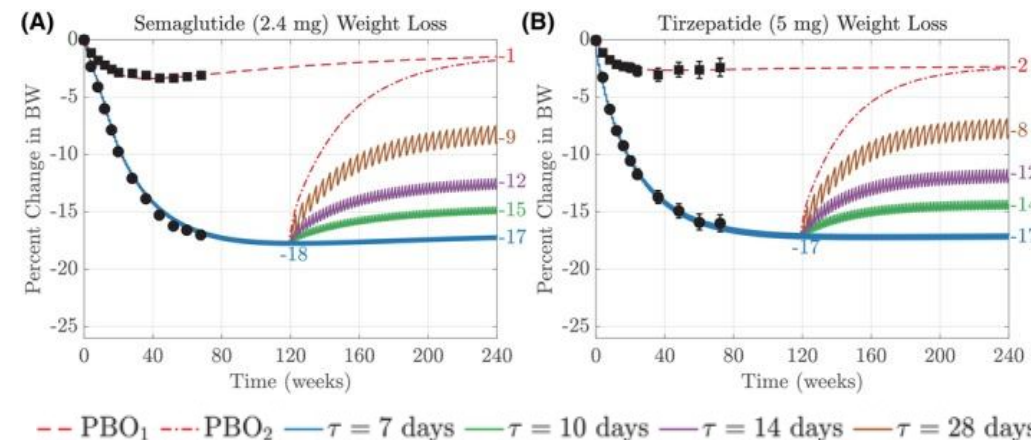 (A) Semaglutide (2.4 mg) Weight Loss
Percent Change in BW
0
-5
-10
-15
-20
-25
-1
-9
-12
-15
-17
-18
0 40 80 120 160 200 240
Time (weeks)
(B) Tirzepatide (5 mg) Weight Loss
Percent Change in BW
0
-5
-10
-15
-20
-25
-2
-8
-12
-14
-17
-17
0 40 80 120 160 200 240
Time (weeks)
PBO₁ PBO₂ τ = 7 days τ = 10 days τ = 14 days τ = 28 days